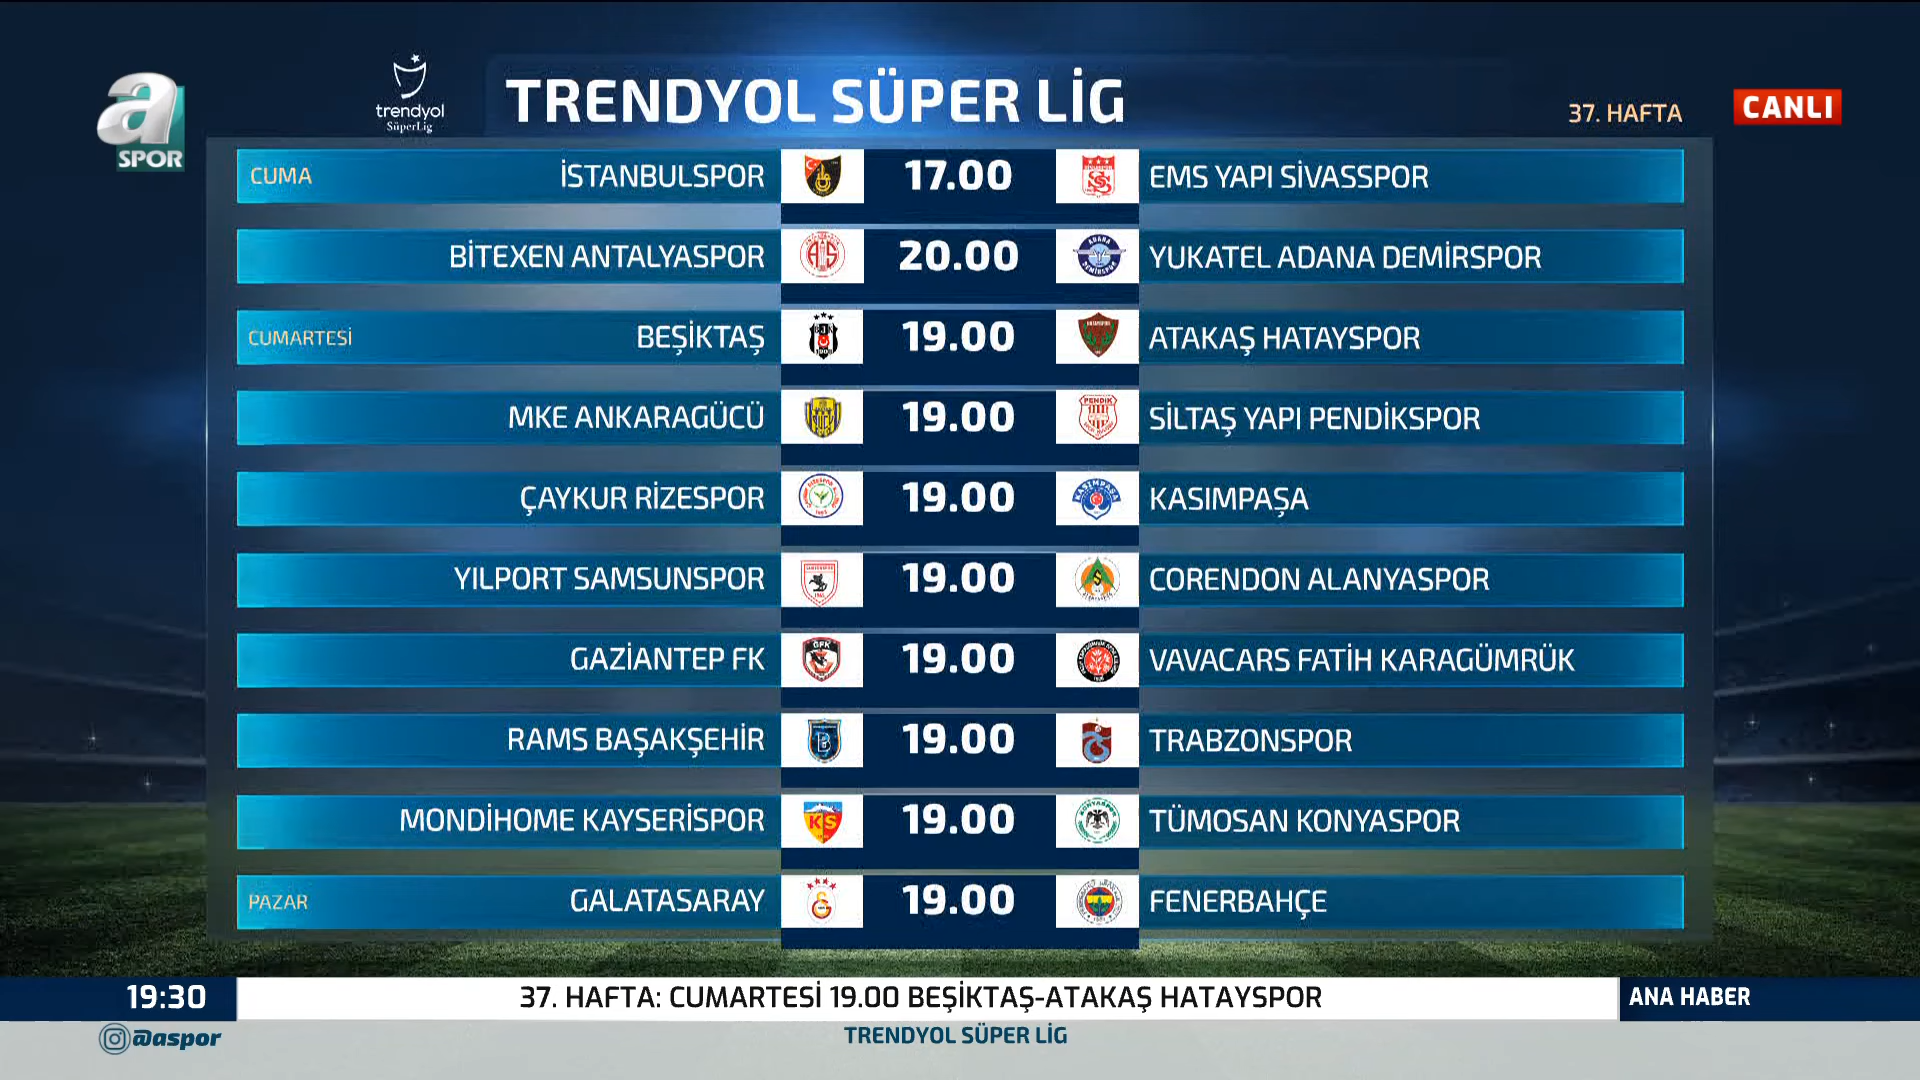 a
SPOR
trendyol
SüperLig
TRENDYOL SÜPER LİG
37. HAFTA
CANLI
CUMA İSTANBULSPOR 17.00 EMS YAPI SİVASSPOR
BİTEXEN ANTALYASPOR 20.00 YUKATEL ADANA DEMİRSPOR
CUMARTESİ BEŞİKTAŞ 19.00 ATAKAŞ HATAYSPOR
MKE ANKARAGÜCÜ 19.00 SİLTAŞ YAPI PENDİKSPOR
ÇAYKUR RİZESPOR 19.00 KASIMPAŞA
YILPORT SAMSUNSPOR 19.00 CORENDON ALANYASPOR
GAZİANTEP FK 19.00 VAVACARS FATİH KARAGÜMRÜK
RAMS BAŞAKŞEHİR 19.00 TRABZONSPOR
MONDİHOME KAYSERİSPOR 19.00 TÜMOSAN KONYASPOR
PAZAR GALATASARAY 19.00 FENERBAHÇE
19:30 37. HAFTA: CUMARTESİ 19.00 BEŞİKTAŞ-ATAKAŞ HATAYSPOR ANA HABER
@aspor TRENDYOL SÜPER LİG